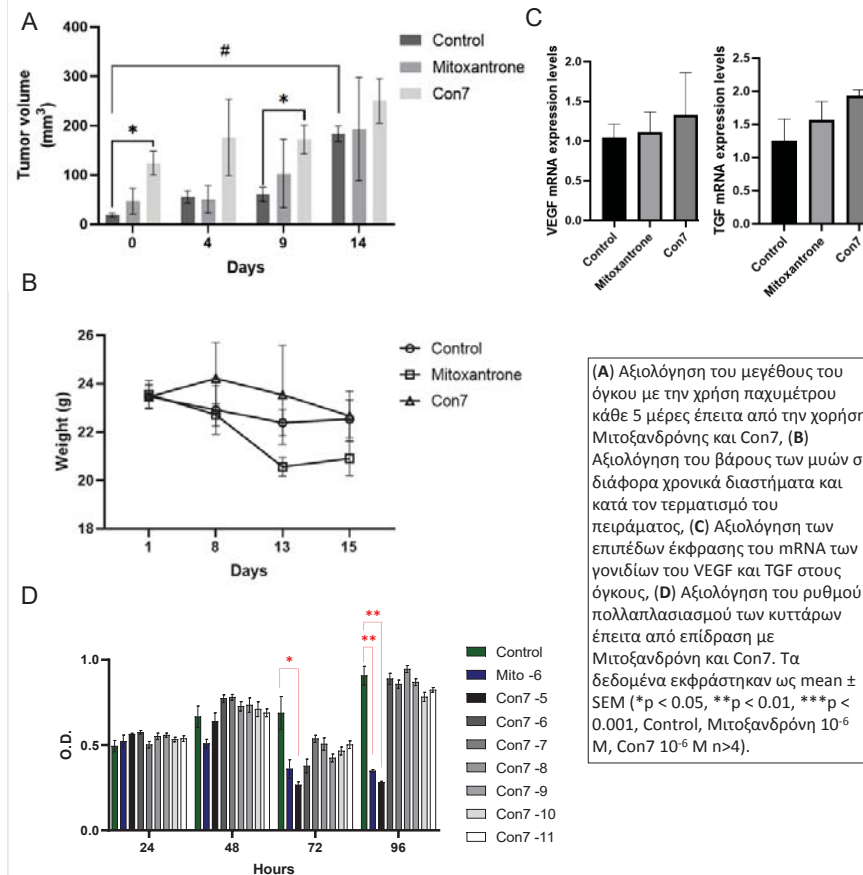 A
Tumor volume
(mm³)
400
300
200
100
0
#
*
*
Control
Mitoxantrone
Con7
0
4
9
14
Days
B
Weight (g)
26
24
22
20
18
Control
Mitoxantrone
Con7
1
8
13
15
Days
C
VEGF mRNA expression levels
2.0
1.5
1.0
0.5
0.0
Control
Mitoxantrone
Con7
TGF mRNA expression levels
2.5
2.0
1.5
1.0
0.5
0.0
Control
Mitoxantrone
Con7
(A) Αξιολόγηση του μεγέθους του
όγκου με την χρήση παχυμέτρου
κάθε 5 μέρες έπειτα από την χορήση
Μιτοξανδρόνης και Con7, (B)
Αξιολόγηση του βάρους των μυών σ
διάφορα χρονικά διαστήματα και
κατά τον τερματισμό του
πειράματος, (C) Αξιολόγηση των
επιπέδων έκφρασης του mRNA των
γονιδίων του VEGF και TGF στους
όγκους, (D) Αξιολόγηση του ρυθμού
πολλαπλασιασμού των κυττάρων
έπειτα από επίδραση με
Μιτοξανδρόνη και Con7. Τα
δεδομένα εκφράστηκαν ως mean ±
SEM (*p < 0.05, **p < 0.01, ***p <
0.001, Control, Μιτοξανδρόνη 10⁻⁶
M, Con7 10⁻⁶ M n>4).
D
O.D.
1.0
0.5
0.0
*
**
**
Control
Mito -6
Con7 -5
Con7 -6
Con7 -7
Con7 -8
Con7 -9
Con7 -10
Con7 -11
24
48
72
96
Hours